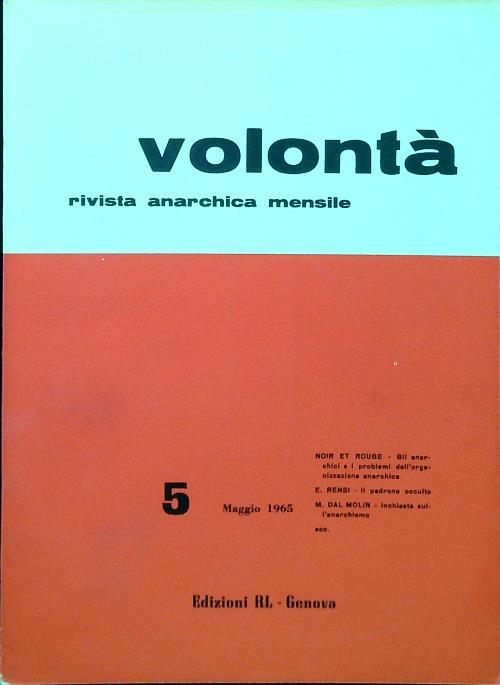 volontà
rivista anarchica mensile
NOIR ET ROUGE - Gli anar-
chici e i problemi dell'orga-
nizzazione anarchica
E. RENSI - Il padrone occulto
M. DAL MOLIN - Inchiesta sul-
l'anarchismo
ecc.
5 Maggio 1965
Edizioni RL - Genova